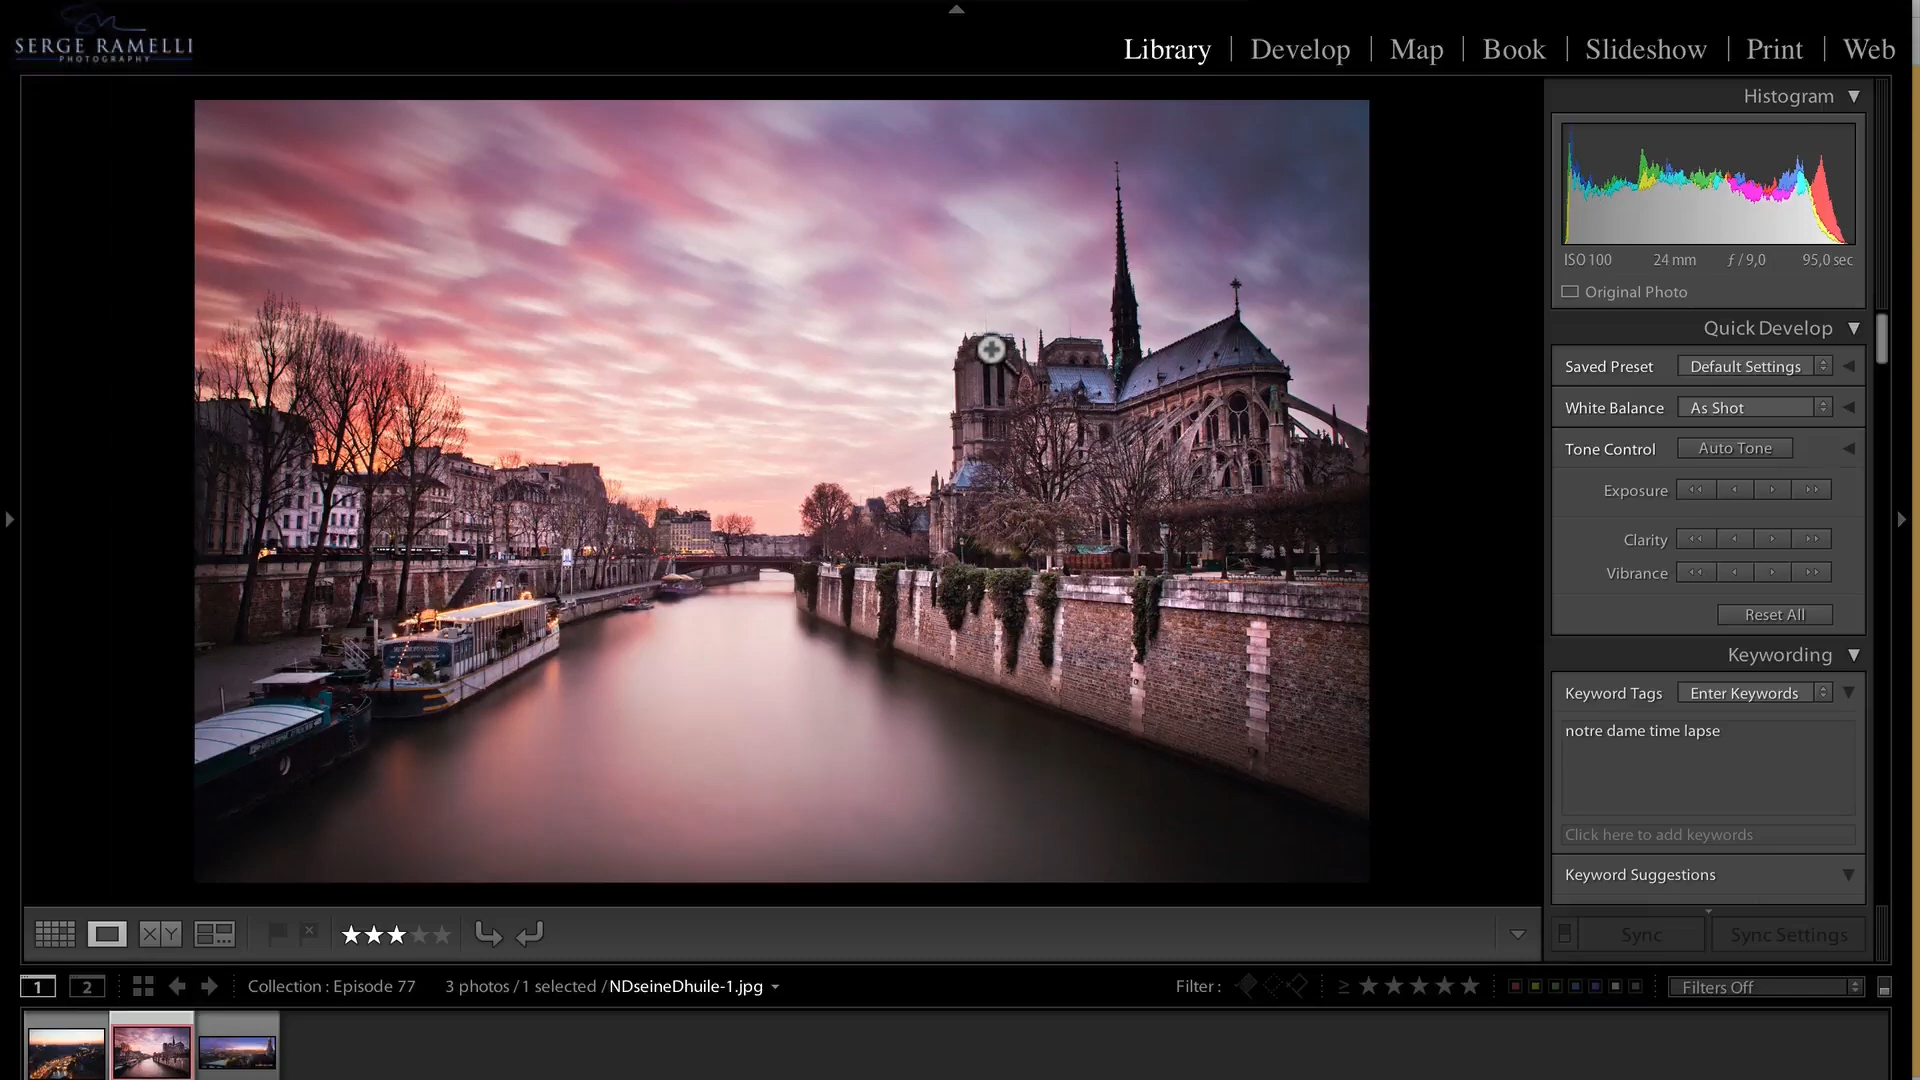 SERGE RAMELLI
PHOTOGRAPHY
Library | Develop | Map | Book | Slideshow | Print | Web
Histogram
ISO 100 24 mm ƒ / 9,0 95,0 sec
Original Photo
Quick Develop
Saved Preset Default Settings
White Balance As Shot
Tone Control Auto Tone
Exposure
Clarity
Vibrance
Reset All
Keywording
Keyword Tags Enter Keywords
notre dame time lapse
Click here to add keywords
Keyword Suggestions
X Y
Sync Sync Settings
1 2 Collection : Episode 77 3 photos / 1 selected / NDseineDhuile-1.jpg Filter : ≥ Filters Off